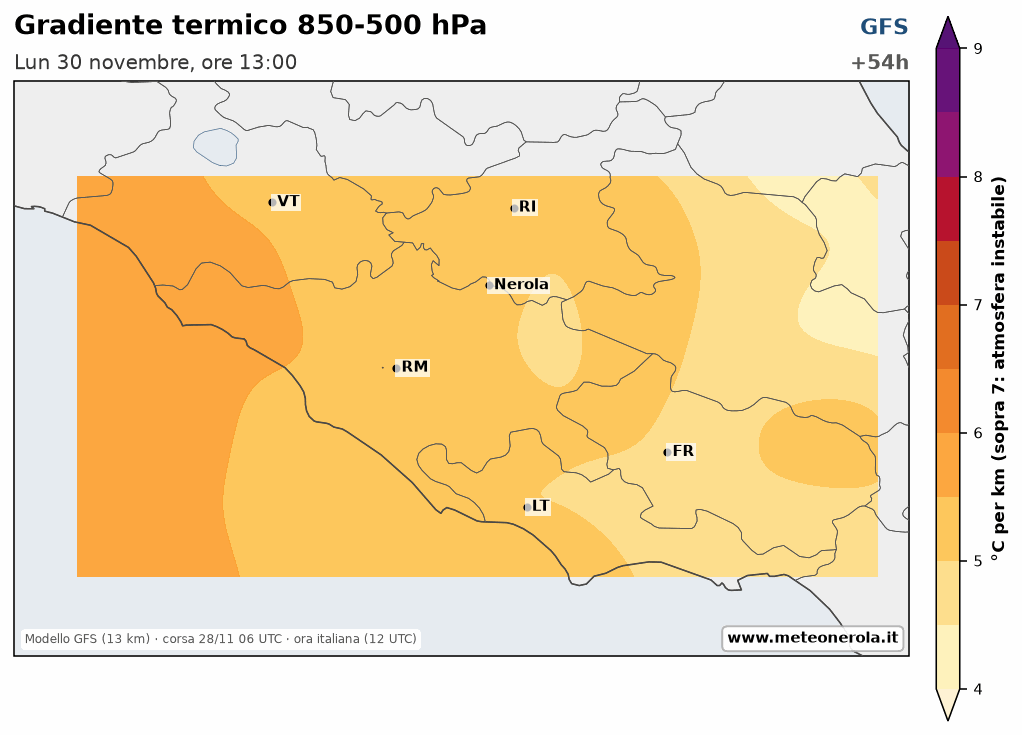 Gradiente termico 850-500 hPa
GFS
Lun 30 novembre, ore 13:00
+54h
VT
RI
Nerola
RM
FR
LT
Modello GFS (13 km) · corsa 28/11 06 UTC · ora italiana (12 UTC)
www.meteonerola.it
9
8
7
6
5
4
°C per km (sopra 7: atmosfera instabile)